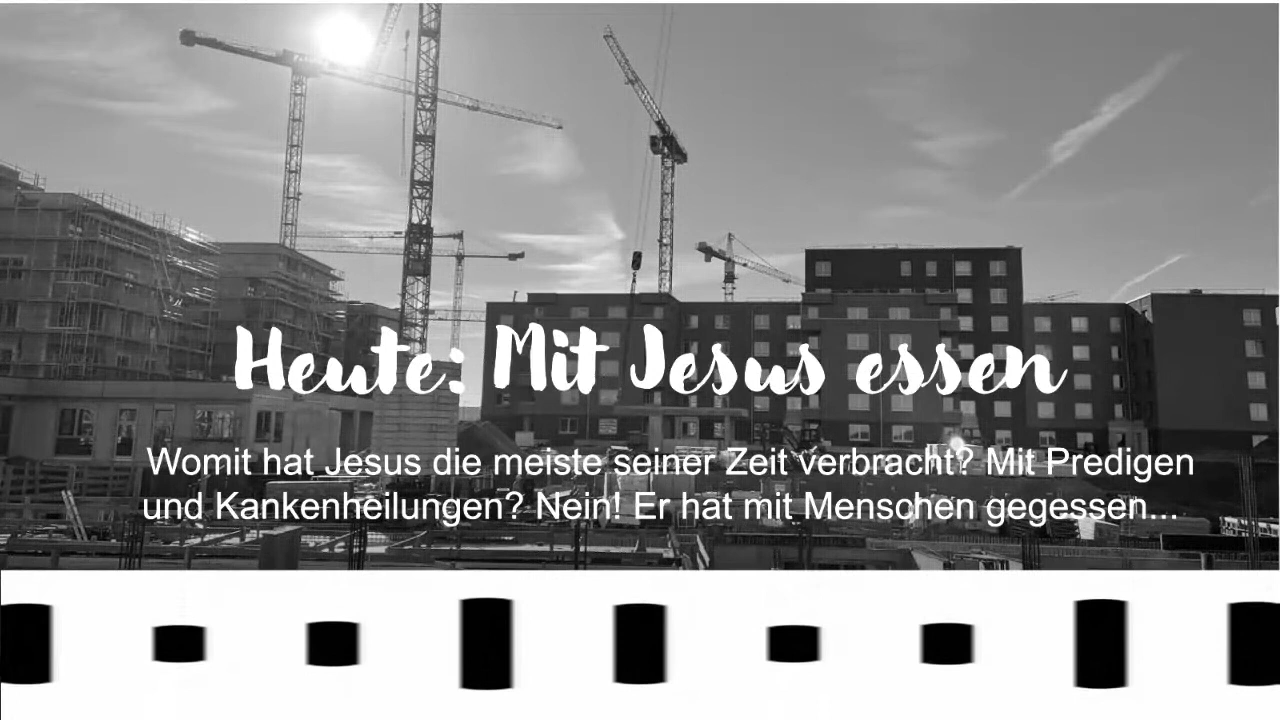 Heute: Mit Jesus essen
Womit hat Jesus die meiste seiner Zeit verbracht? Mit Predigen
und Kankenheilungen? Nein! Er hat mit Menschen gegessen...